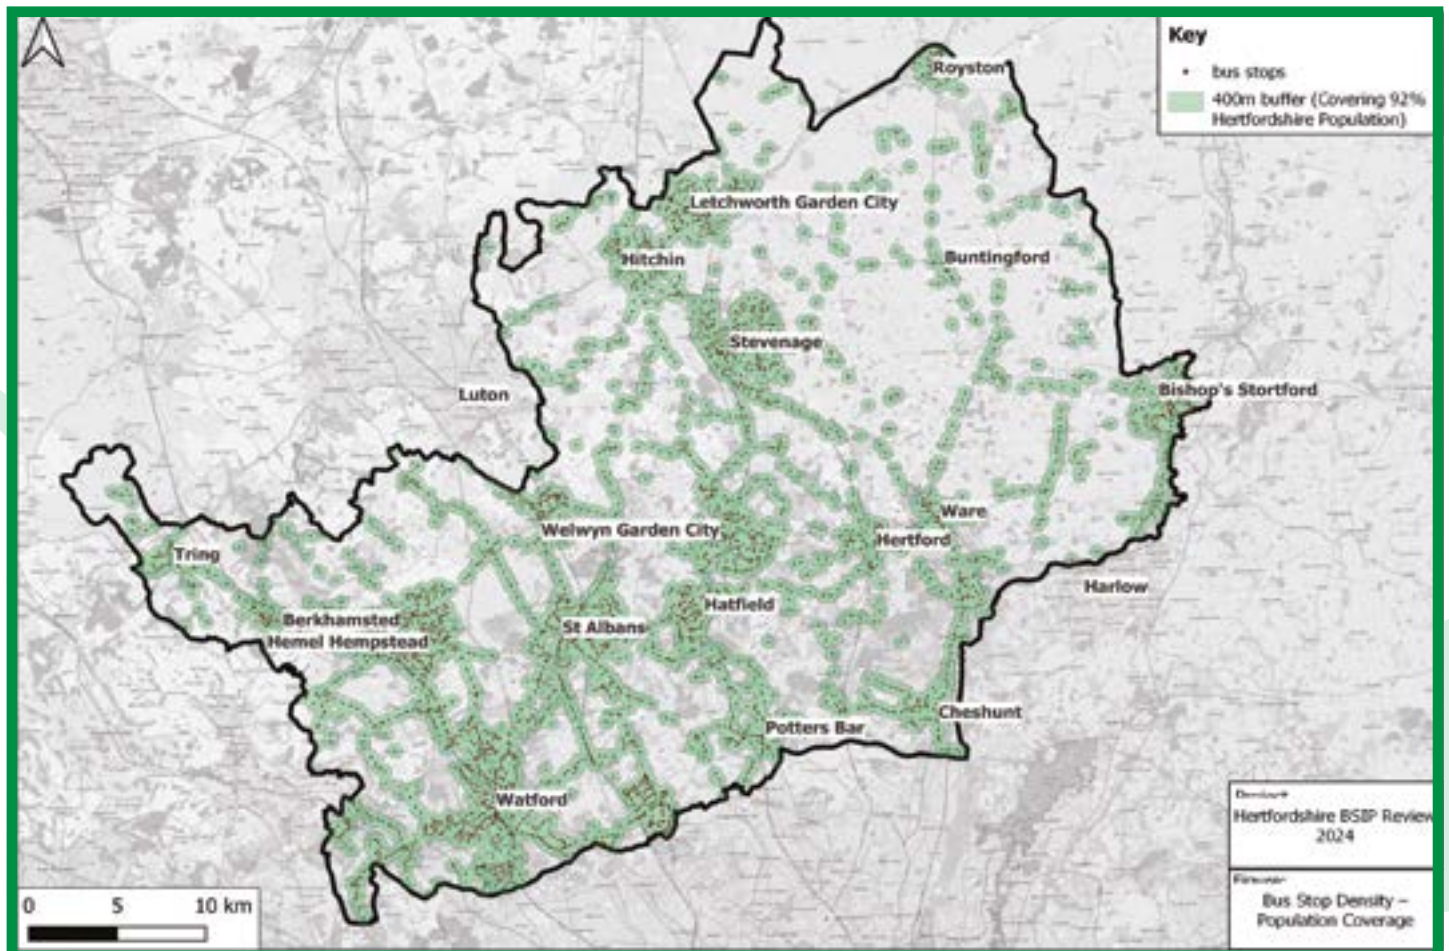 Key
bus stops
400m buffer (Covering 92%
Hertfordshire Population)
Royston
Letchworth Garden City
Hitchin
Buntingford
Stevenage
Luton
Bishop's Stortford
Welwyn Garden City
Ware
Hertford
Tring
Harlow
Hatfield
Berkhamsted
St Albans
Hemel Hempstead
Cheshunt
Potters Bar
Watford
Hertfordshire BSIP Review
2024
Bus Stop Density –
Population Coverage
0 5 10 km